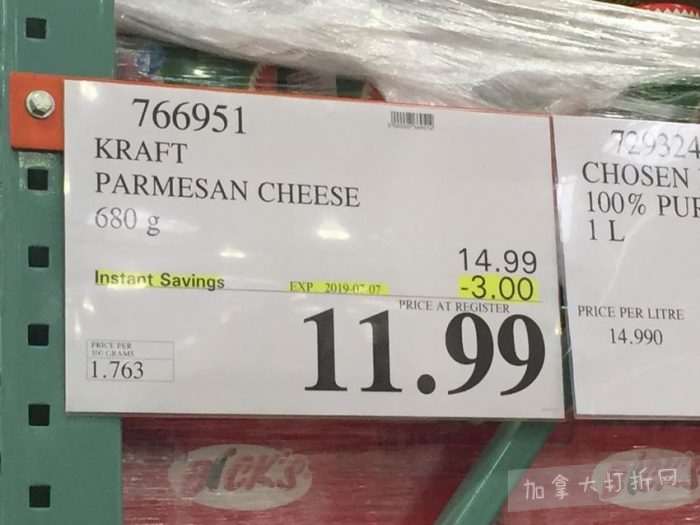 766951
KRAFT
PARMESAN CHEESE
680 g
14.99
Instant Savings EXP 2019-07-07 -3.00
PRICE AT REGISTER
11.99
PRICE PER
100 GRAMS
1.763
729324
CHOSEN
100% PUR
1 L
PRICE PER LITRE
14.990
DICK'S
加拿大打折网